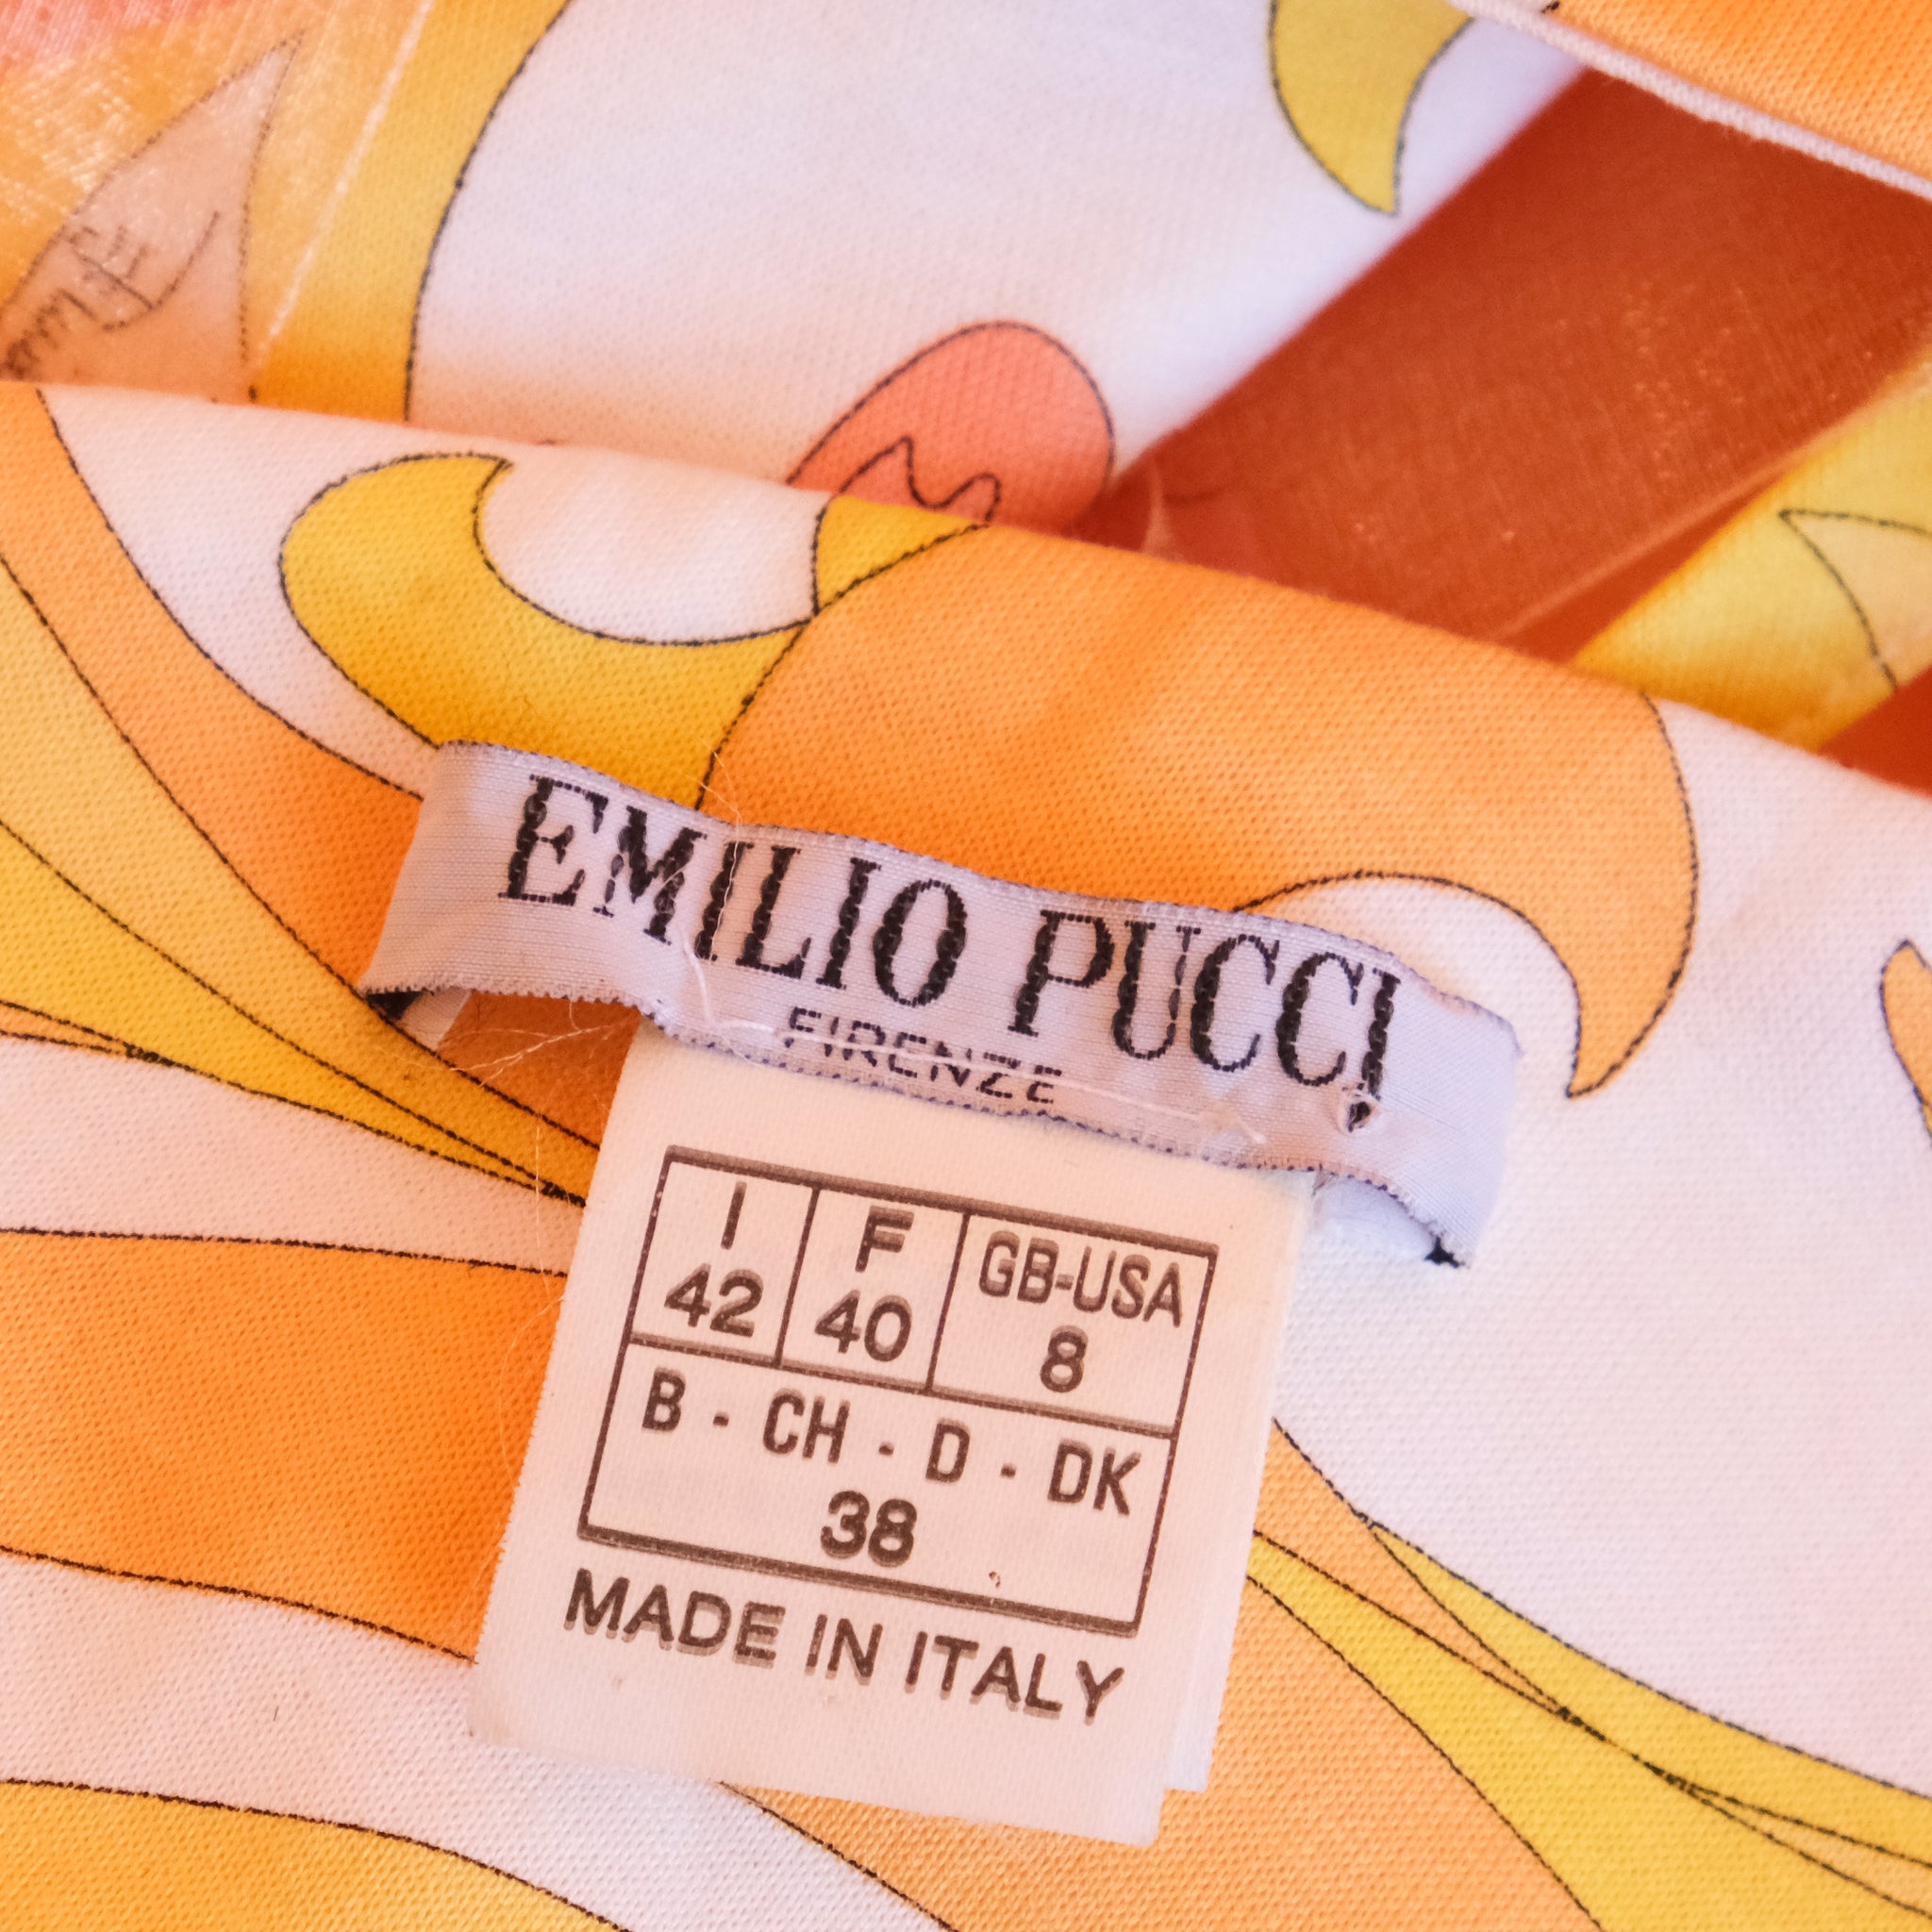 EMILIO PUCCI
FIRENZE
I F GB-USA
42 40 8
B - CH - D - DK
38
MADE IN ITALY